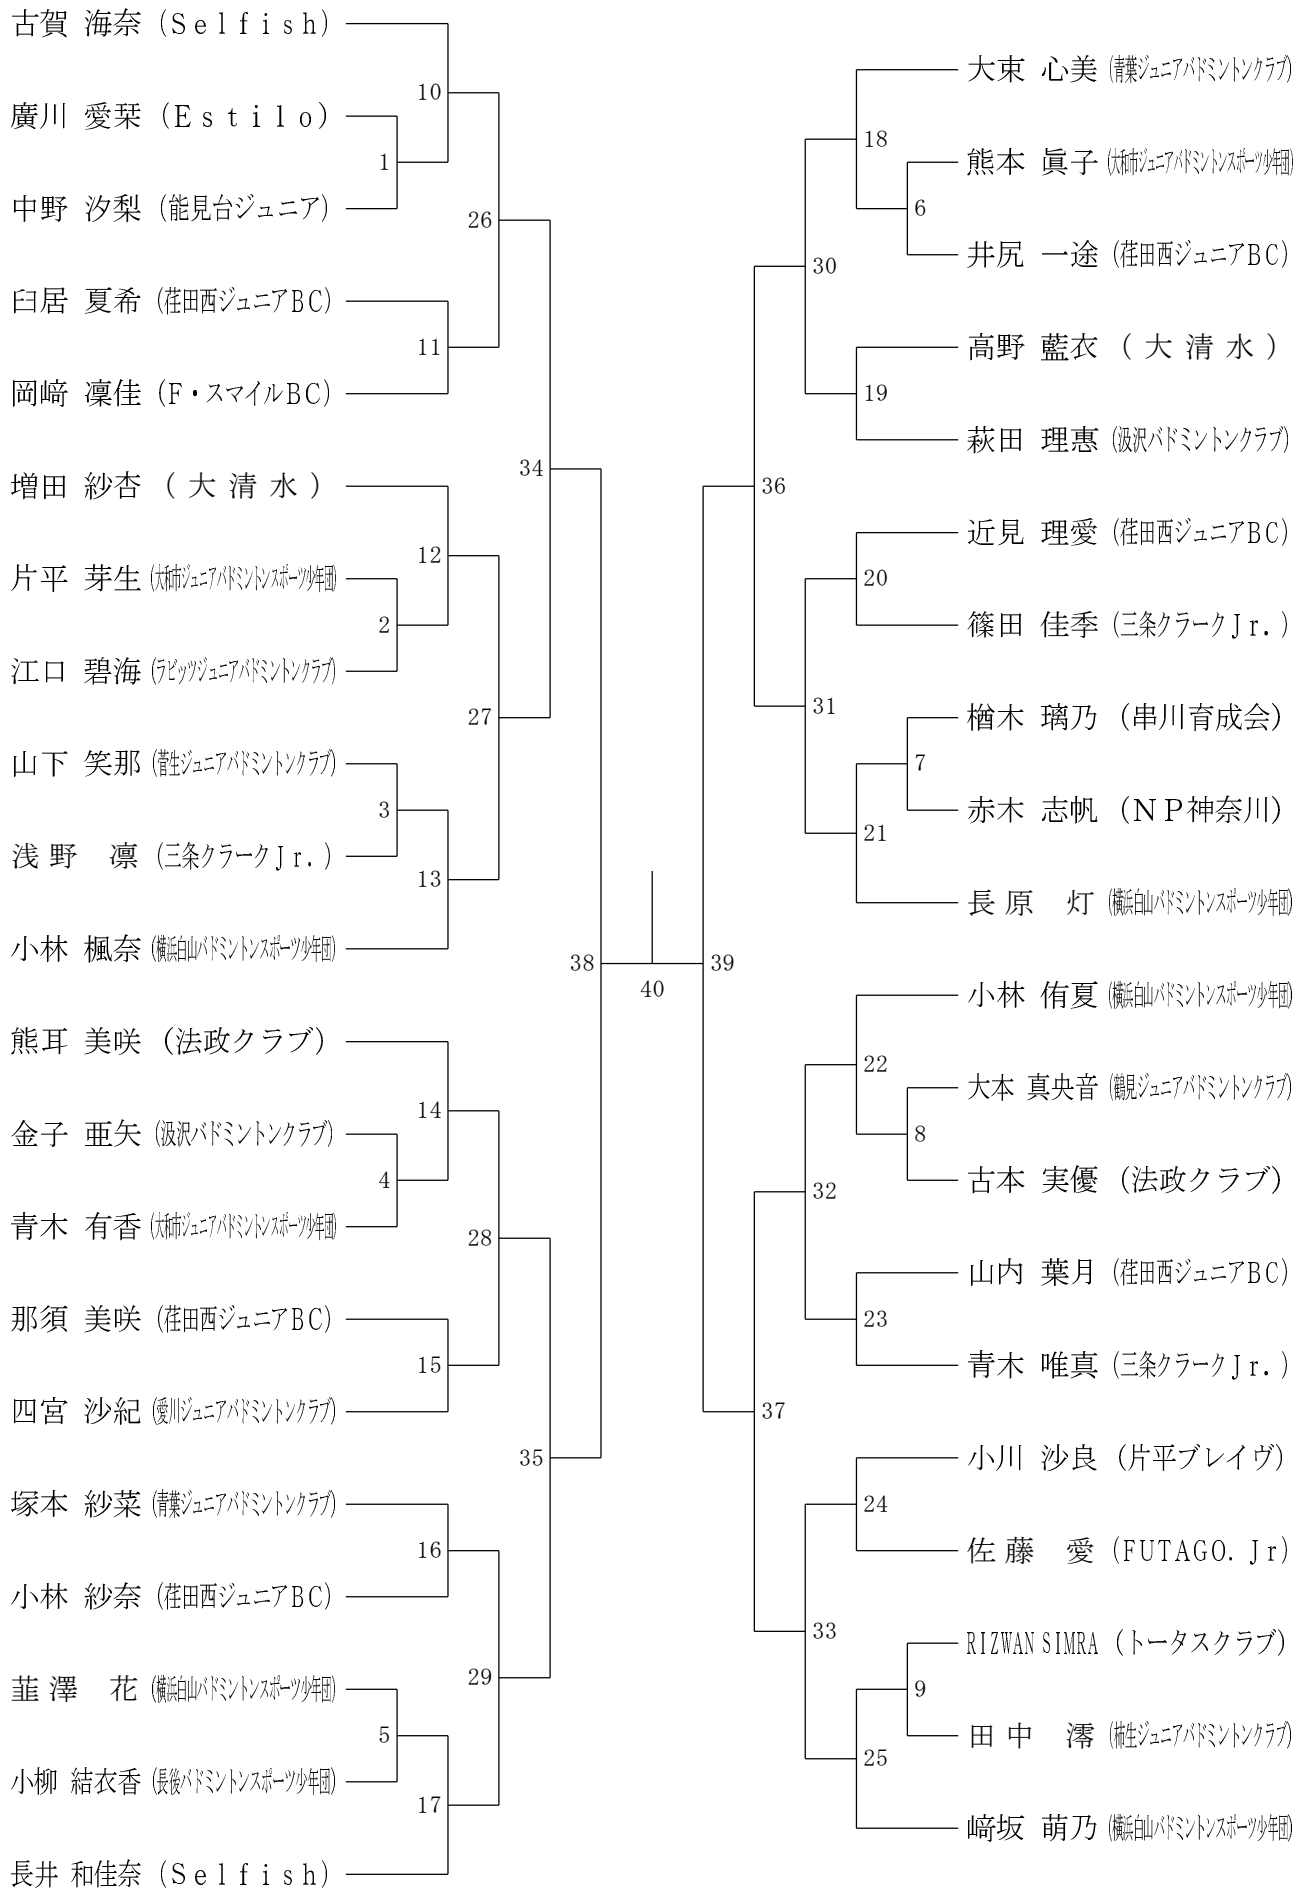 古賀 海奈 (Selfish)
廣川 愛栞 (Estilo)
中野 汐梨 (能見台ジュニア)
臼居 夏希 (荏田西ジュニアBC)
岡﨑 凜佳 (F・スマイルBC)
増田 紗杏 (大清水)
片平 芽生 (大和市ジュニアバドミントンスポーツ少年団)
江口 碧海 (ラビッツジュニアバドミントンクラブ)
山下 笑那 (菅生ジュニアバドミントンクラブ)
浅野 凛 (三条クラークJr.)
小林 楓奈 (横浜白山バドミントンスポーツ少年団)
熊耳 美咲 (法政クラブ)
金子 亜矢 (汲沢バドミントンクラブ)
青木 有香 (大和市ジュニアバドミントンスポーツ少年団)
那須 美咲 (荏田西ジュニアBC)
四宮 沙紀 (愛川ジュニアバドミントンクラブ)
塚本 紗菜 (青葉ジュニアバドミントンクラブ)
小林 紗奈 (荏田西ジュニアBC)
韮澤 花 (横浜白山バドミントンスポーツ少年団)
小柳 結衣香 (長後バドミントンスポーツ少年団)
長井 和佳奈 (Selfish)
1
2
3
4
5
10
11
12
13
14
15
16
17
26
27
28
29
34
35
38
40
39
36
37
30
31
32
33
18
19
20
21
22
23
24
25
6
7
8
9
大束 心美 (青葉ジュニアバドミントンクラブ)
熊本 眞子 (大和市ジュニアバドミントンスポーツ少年団)
井尻 一途 (荏田西ジュニアBC)
高野 藍衣 (大清水)
萩田 理惠 (汲沢バドミントンクラブ)
近見 理愛 (荏田西ジュニアBC)
篠田 佳季 (三条クラークJr.)
楢木 璃乃 (串川育成会)
赤木 志帆 (NP神奈川)
長原 灯 (横浜白山バドミントンスポーツ少年団)
小林 侑夏 (横浜白山バドミントンスポーツ少年団)
大本 真央音 (鶴見ジュニアバドミントンクラブ)
古本 実優 (法政クラブ)
山内 葉月 (荏田西ジュニアBC)
青木 唯真 (三条クラークJr.)
小川 沙良 (片平ブレイヴ)
佐藤 愛 (FUTAGO.Jr)
RIZWAN SIMRA (トータスクラブ)
田中 澪 (柿生ジュニアバドミントンクラブ)
﨑坂 萌乃 (横浜白山バドミントンスポーツ少年団)